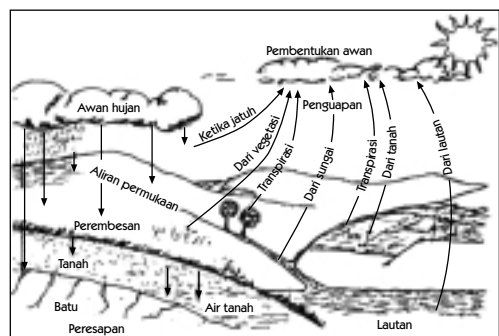 Pembentukan awan
Awan hujan
Penguapan
Ketika jatuh
Dari vegetasi
Transpirasi
Dari sungai
Transpirasi
Dari tanah
Dari lautan
Aliran permukaan
Perembesan
Tanah
Batu
Air tanah
Peresapan
Lautan